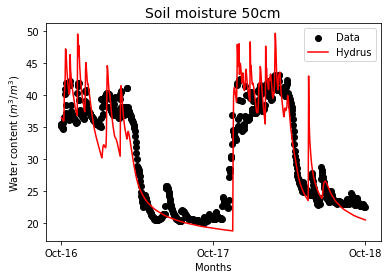 Soil moisture 50cm
Data
Hydrus
Water content (m³/m³)
50
45
40
35
30
25
20
Oct-16
Oct-17
Oct-18
Months